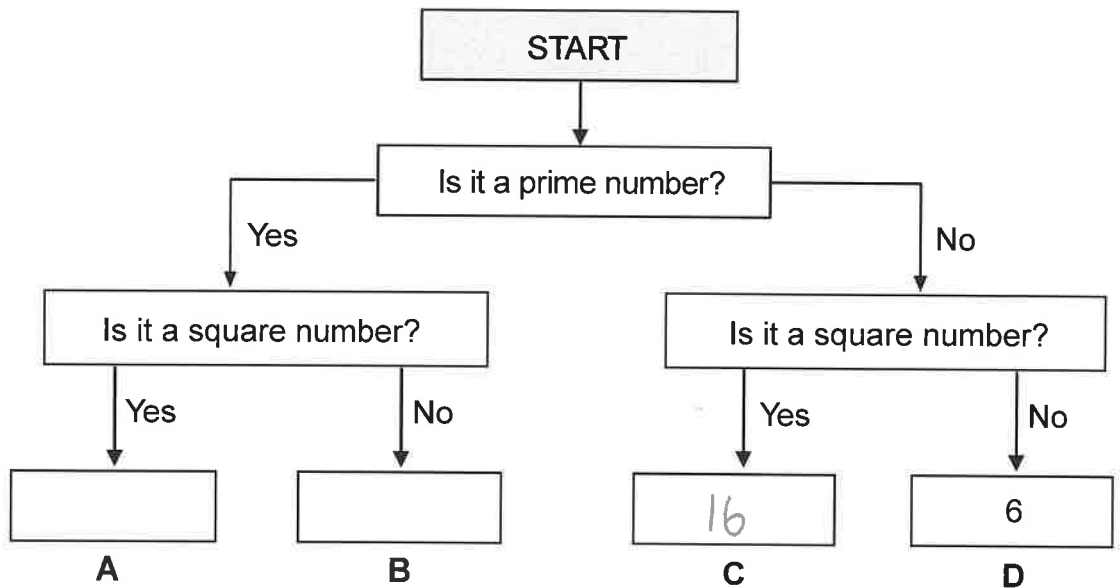 START
Is it a prime number?
Yes
No
Is it a square number?
Is it a square number?
Yes
No
Yes
No
16
6
A
B
C
D